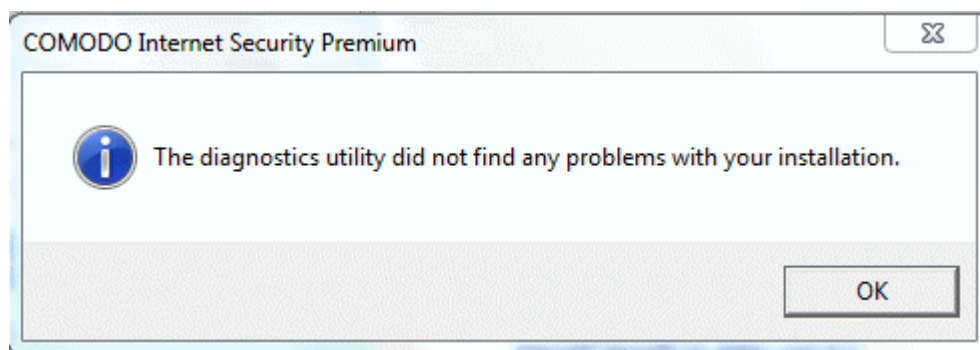 COMODO Internet Security Premium
The diagnostics utility did not find any problems with your installation.
OK